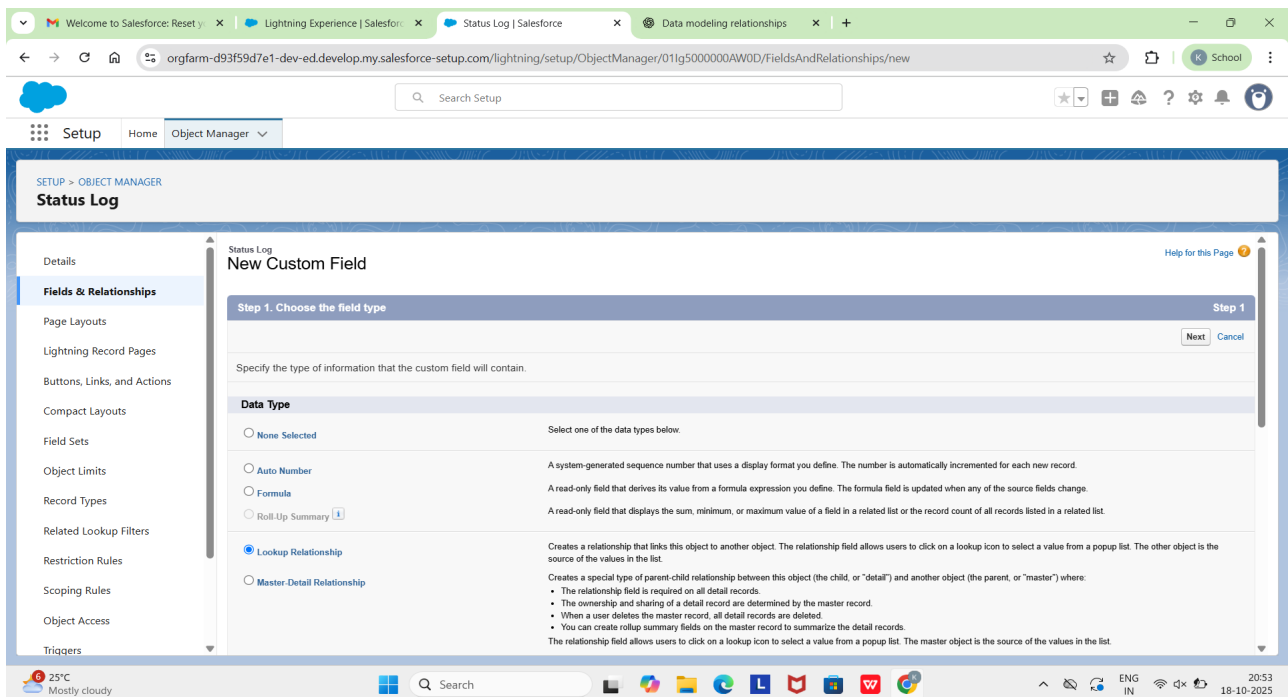 Welcome to Salesforce: Reset yo
Lightning Experience | Salesforc
Status Log | Salesforce
Data modeling relationships
orgfarm-d93f59d7e1-dev-ed.develop.my.salesforce-setup.com/lightning/setup/ObjectManager/01Ig5000000AW0D/FieldsAndRelationships/new
K School
Search Setup
Setup
Home
Object Manager
SETUP > OBJECT MANAGER
Status Log
Details
Fields & Relationships
Page Layouts
Lightning Record Pages
Buttons, Links, and Actions
Compact Layouts
Field Sets
Object Limits
Record Types
Related Lookup Filters
Restriction Rules
Scoping Rules
Object Access
Triggers
Status Log
New Custom Field
Help for this Page
Step 1. Choose the field type
Step 1
Next Cancel
Specify the type of information that the custom field will contain.
Data Type
None Selected
Select one of the data types below.
Auto Number
A system-generated sequence number that uses a display format you define. The number is automatically incremented for each new record.
Formula
A read-only field that derives its value from a formula expression you define. The formula field is updated when any of the source fields change.
Roll-Up Summary i
A read-only field that displays the sum, minimum, or maximum value of a field in a related list or the record count of all records listed in a related list.
Lookup Relationship
Creates a relationship that links this object to another object. The relationship field allows users to click on a lookup icon to select a value from a popup list. The other object is the
source of the values in the list.
Master-Detail Relationship
Creates a special type of parent-child relationship between this object (the child, or "detail") and another object (the parent, or "master") where:
• The relationship field is required on all detail records.
• The ownership and sharing of a detail record are determined by the master record.
• When a user deletes the master record, all detail records are deleted.
• You can create rollup summary fields on the master record to summarize the detail records.
The relationship field allows users to click on a lookup icon to select a value from a popup list. The master object is the source of the values in the list.
6
25°C
Mostly cloudy
Search
L
W
K
ENG
IN
20:53
18-10-2025